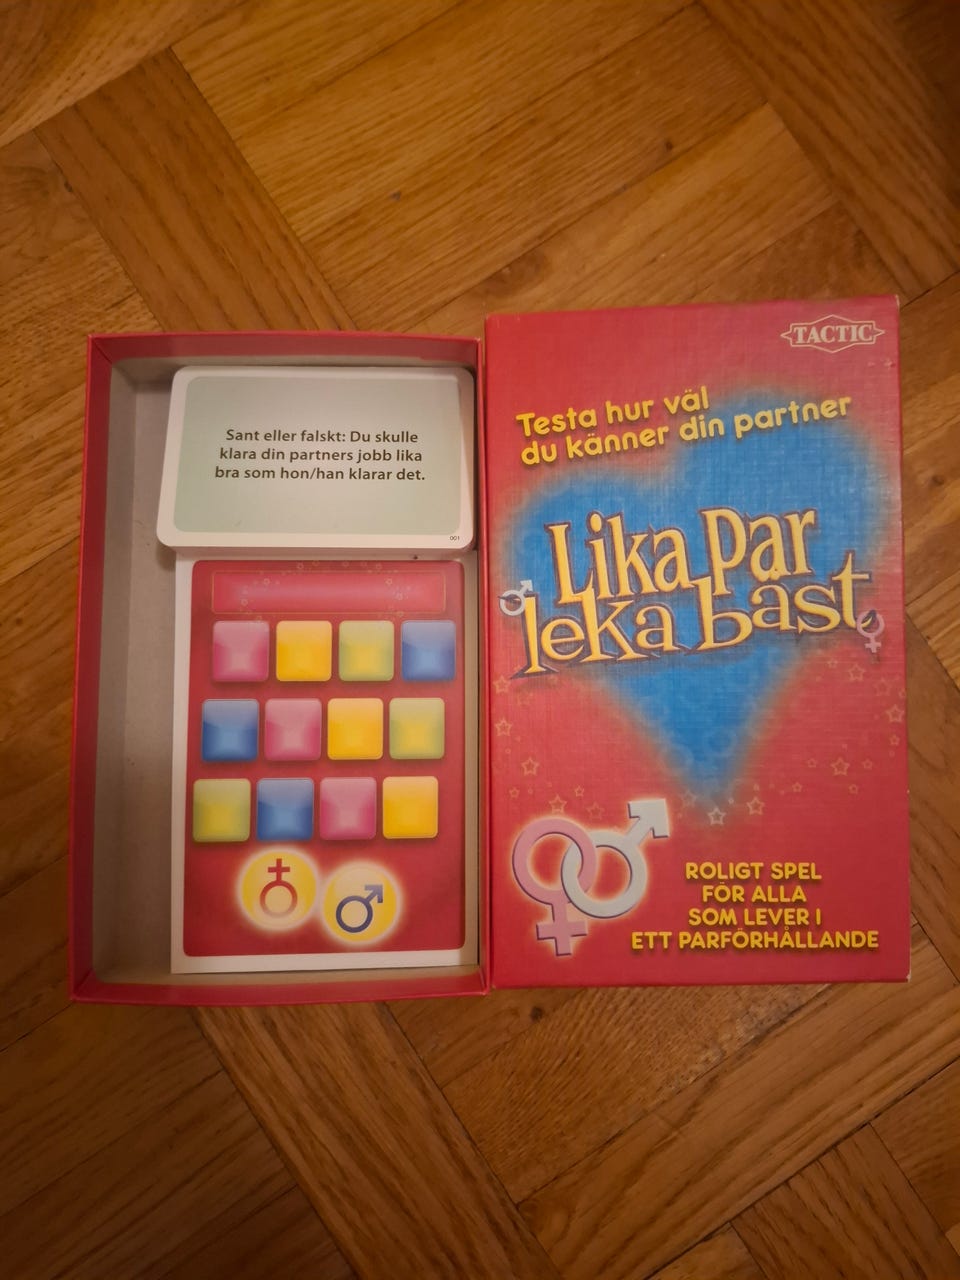 Sant eller falskt: Du skulle
klara din partners jobb lika
bra som hon/han klarar det.
001
TACTIC
Testa hur väl
du känner din partner
Lika Par
leka bäst
ROLIGT SPEL
FÖR ALLA
SOM LEVER I
ETT PARFÖRHÅLLANDE